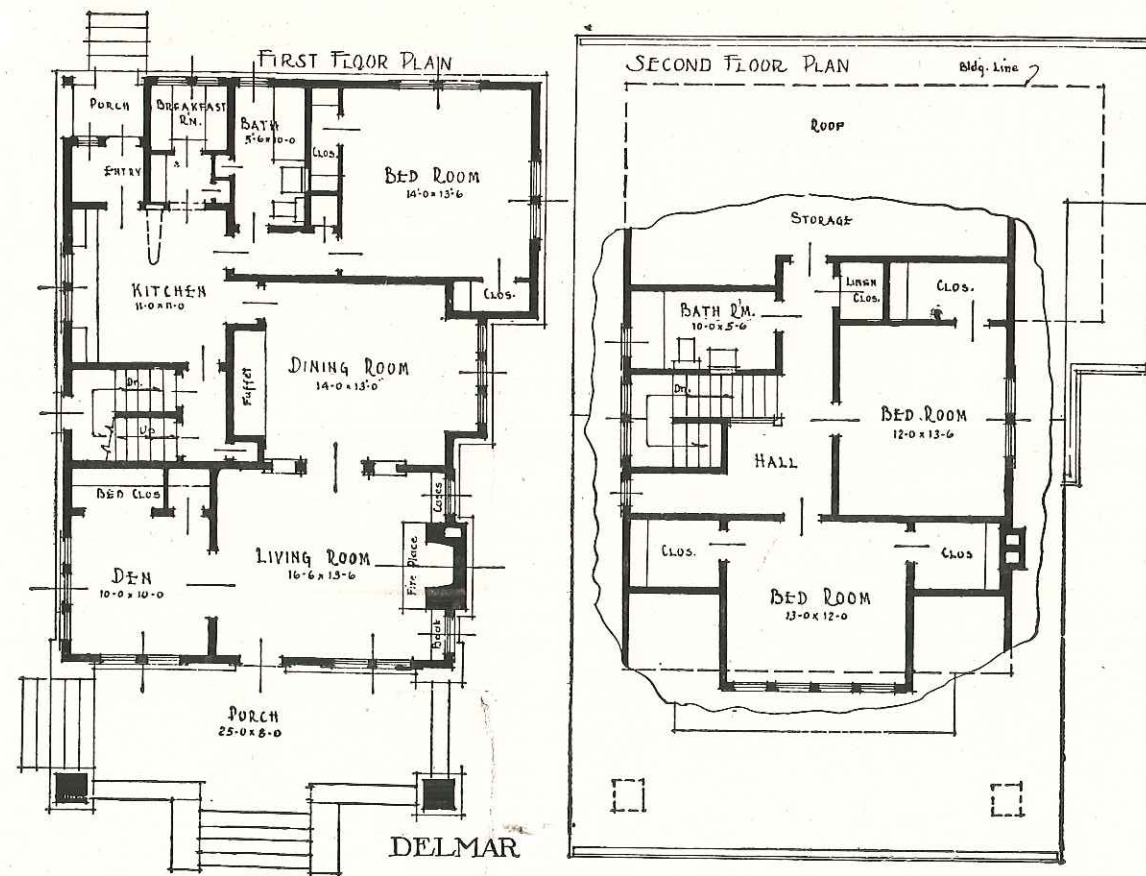 FIRST FLOOR PLAN
PORCH
BREAKFAST
RN.
BATH
5'-6 x 10-0
CLOS.
BED ROOM
14'-0 x 13'-6
ENTRY
KITCHEN
11-0 x 11-0
CLOS.
DINING ROOM
14-0 x 13'-0"
Fuffet
Dn.
Up
BED CLOS
Cases
LIVING ROOM
16-6 x 13-6
Fire Place
DEN
10-0 x 10-0
Book
PORCH
25-0 x 8-0
DELMAR
SECOND FLOOR PLAN
Bldg. Line
ROOF
STORAGE
LINEN
CLOS.
CLOS.
BATH R'M.
10-0 x 5-6
Dn.
BED ROOM
12-0 x 13-6
HALL
CLOS.
CLOS
BED ROOM
13-0 x 12-0